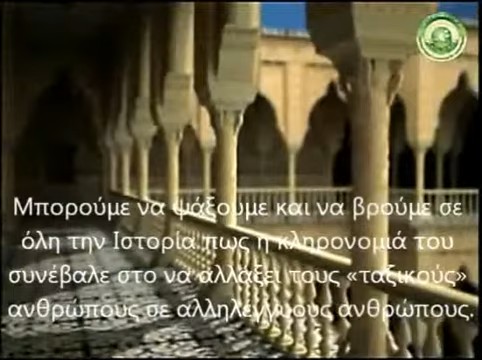 Μπορούμε να ψάξουμε και να βρούμε σε
όλη την Ιστορία πως η κληρονομιά του
συνέβαλε στο να αλλάξει τους «ταξικούς»
ανθρώπους σε αλληλέγγυους ανθρώπους.